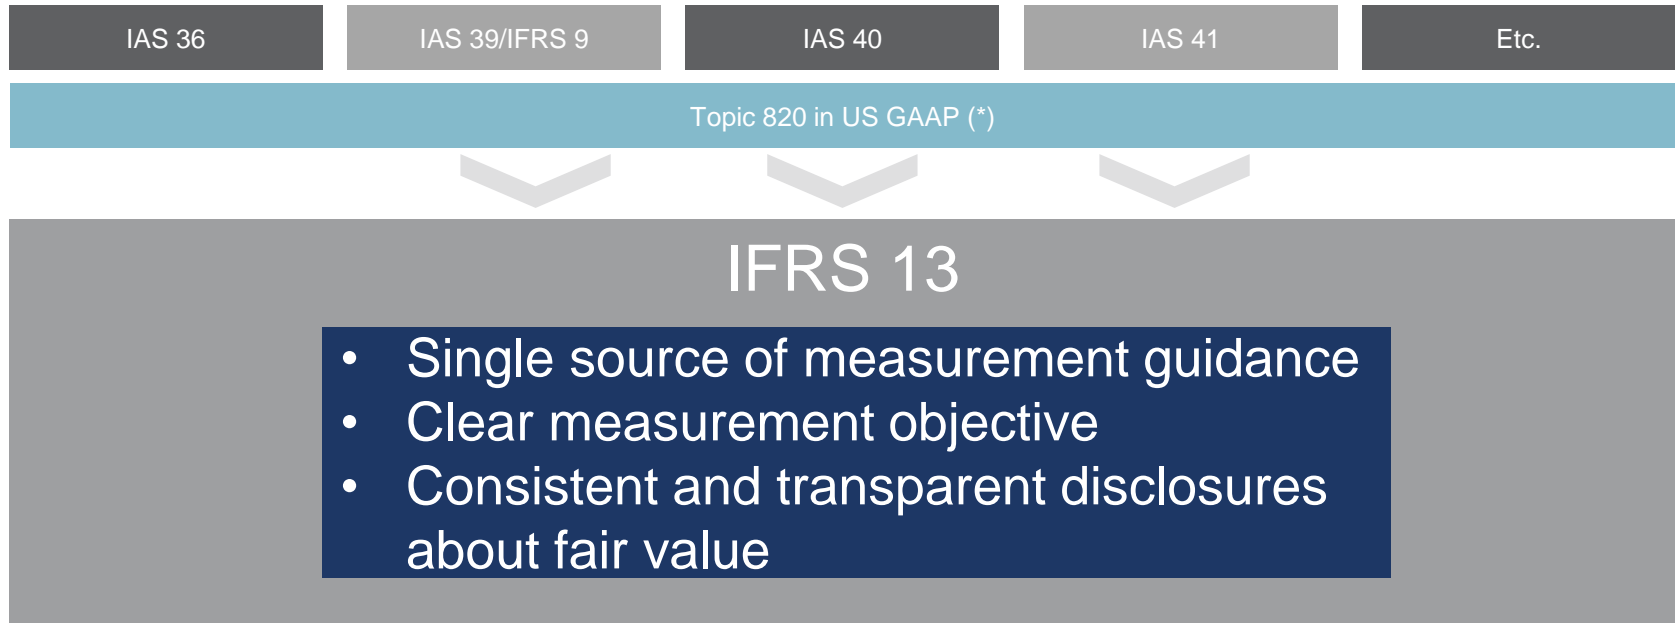 IAS 36
IAS 39/IFRS 9
IAS 40
IAS 41
Etc.
Topic 820 in US GAAP (*)
IFRS 13
• Single source of measurement guidance
• Clear measurement objective
• Consistent and transparent disclosures
about fair value